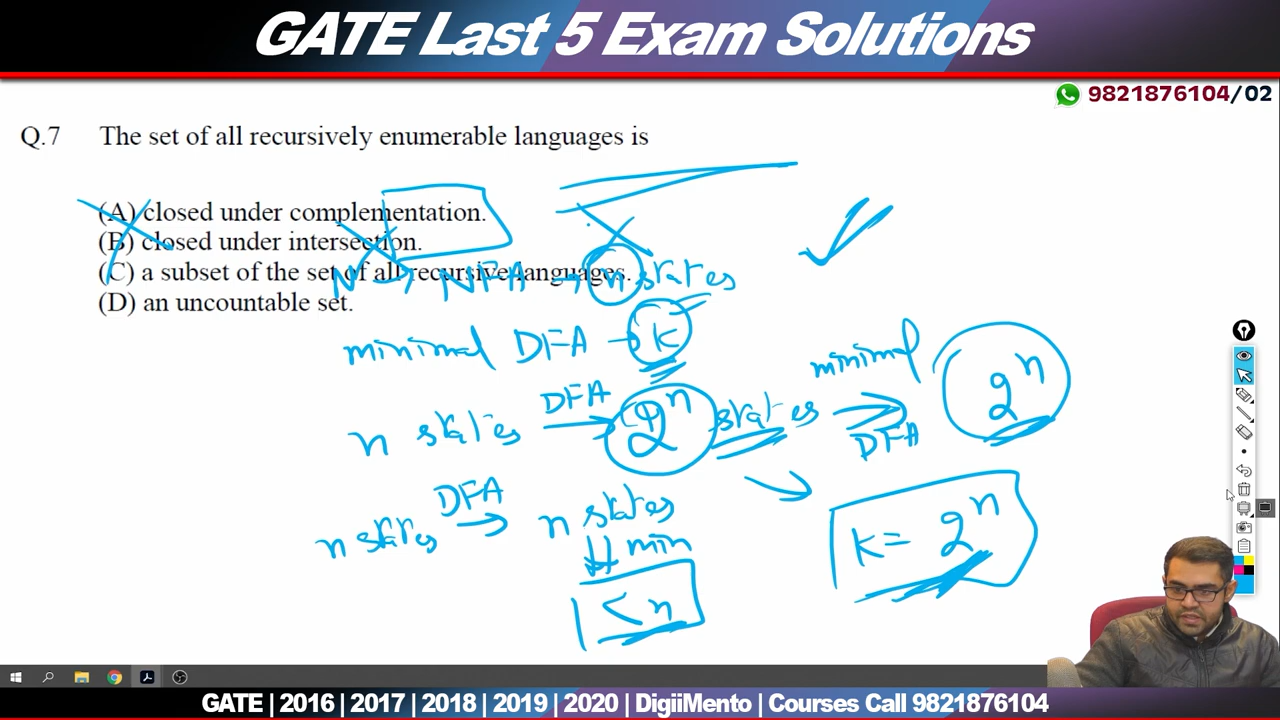 GATE Last 5 Exam Solutions
9821876104/02
Q.7 The set of all recursively enumerable languages is
(A) closed under complementation.
(B) closed under intersection.
(C) a subset of the set of all recursive languages.
(D) an uncountable set.
N → NFA → n states
minimal DFA → k
n states DFA → 2^n states minimal DFA → 2^n
n states DFA → n states
min
< n
k = 2^n
GATE | 2016 | 2017 | 2018 | 2019 | 2020 | DigiiMento | Courses Call 9821876104